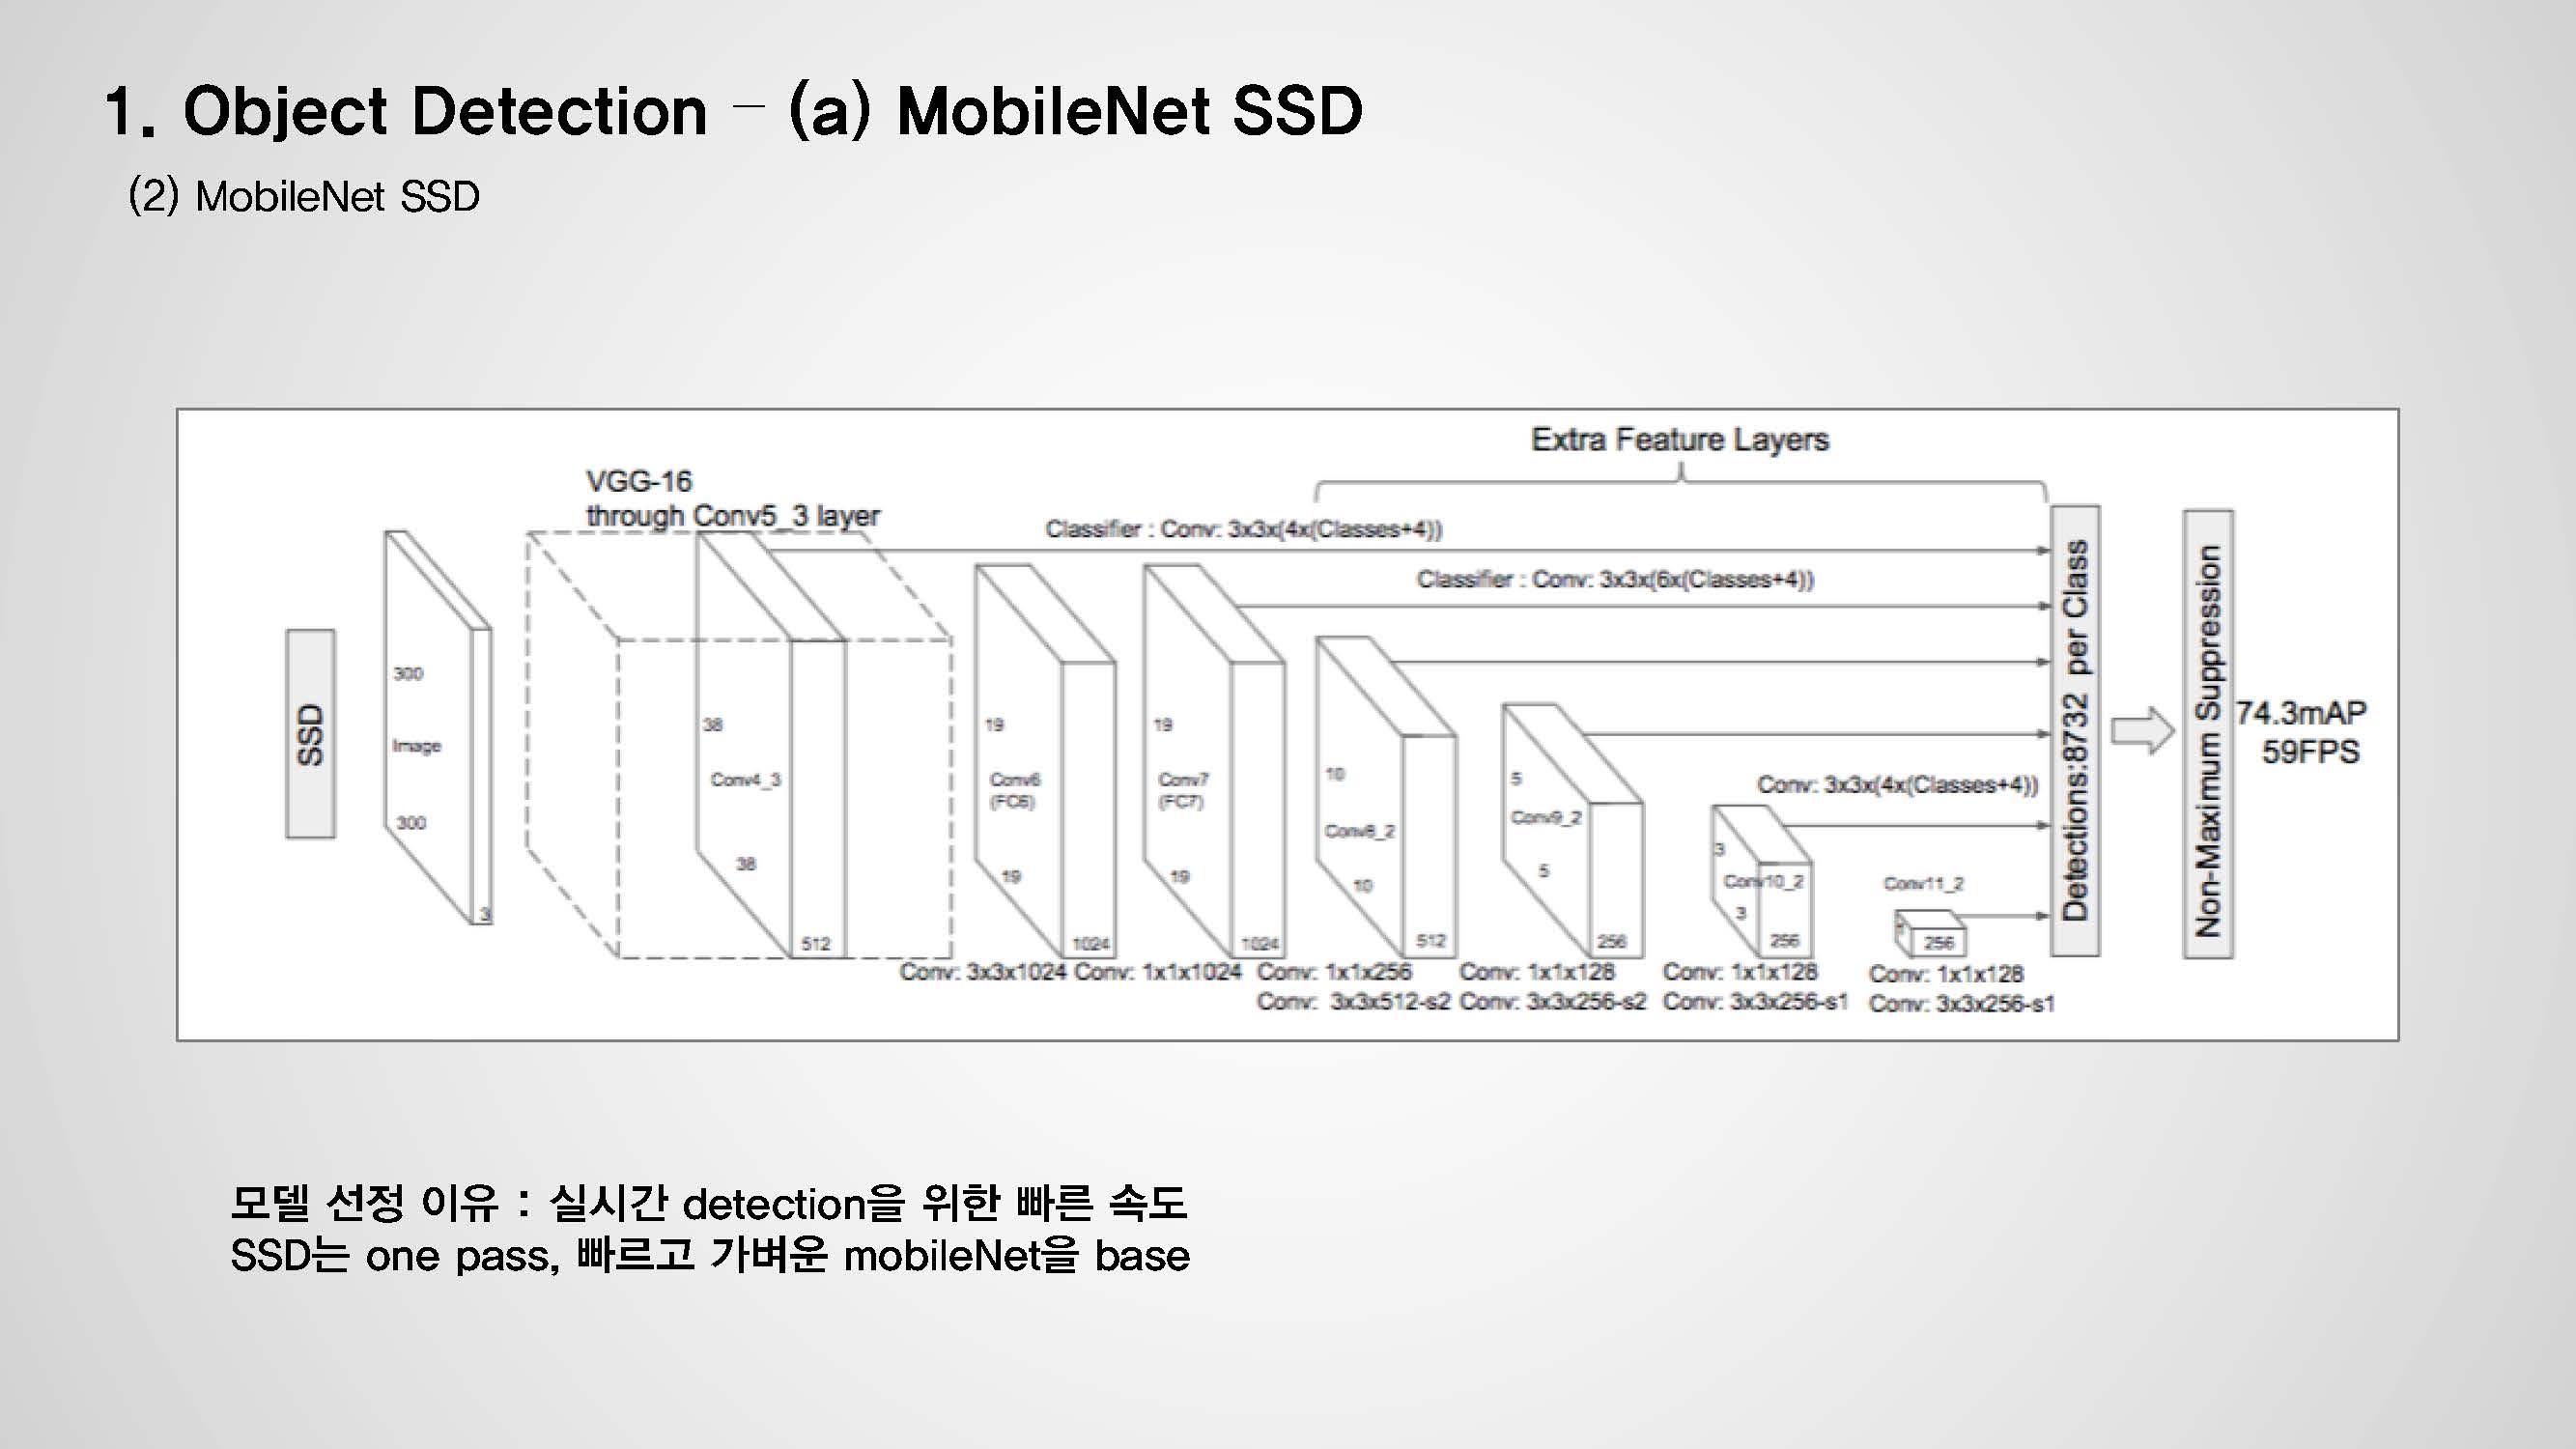 1. Object Detection – (a) MobileNet SSD
(2) MobileNet SSD
Extra Feature Layers
VGG-16
through Conv5_3 layer
Classifier : Conv: 3x3x(4x(Classes+4))
Classifier : Conv: 3x3x(6x(Classes+4))
SSD
300
Image
300
3
38
Conv4_3
38
512
19
Conv6
(FC6)
19
1024
19
Conv7
(FC7)
19
1024
10
Conv8_2
10
512
5
Conv9_2
5
256
Conv: 3x3x(4x(Classes+4))
3
Conv10_2
3
256
Conv11_2
1
256
Detections:8732 per Class
Non-Maximum Suppression
74.3mAP
59FPS
Conv: 3x3x1024 Conv: 1x1x1024 Conv: 1x1x256 Conv: 1x1x128 Conv: 1x1x128 Conv: 1x1x128
Conv: 3x3x512-s2 Conv: 3x3x256-s2 Conv: 3x3x256-s1 Conv: 3x3x256-s1
모델 선정 이유 : 실시간 detection을 위한 빠른 속도
SSD는 one pass, 빠르고 가벼운 mobileNet을 base